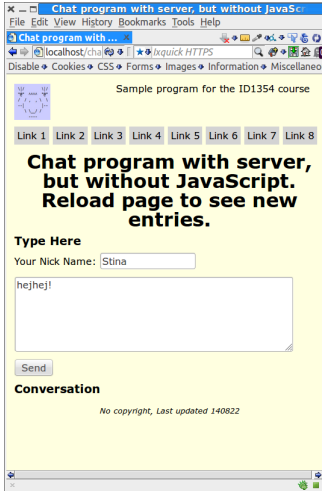 Chat program with server, but without JavaScr
File Edit View History Bookmarks Tools Help
Chat program with ...
localhost/cha
Ixquick HTTPS
Disable Cookies CSS Forms Images Information Miscellaneo
Sample program for the ID1354 course
Link 1 Link 2 Link 3 Link 4 Link 5 Link 6 Link 7 Link 8
Chat program with server,
but without JavaScript.
Reload page to see new
entries.
Type Here
Your Nick Name: Stina
hejhej!
Send
Conversation
No copyright, Last updated 140822